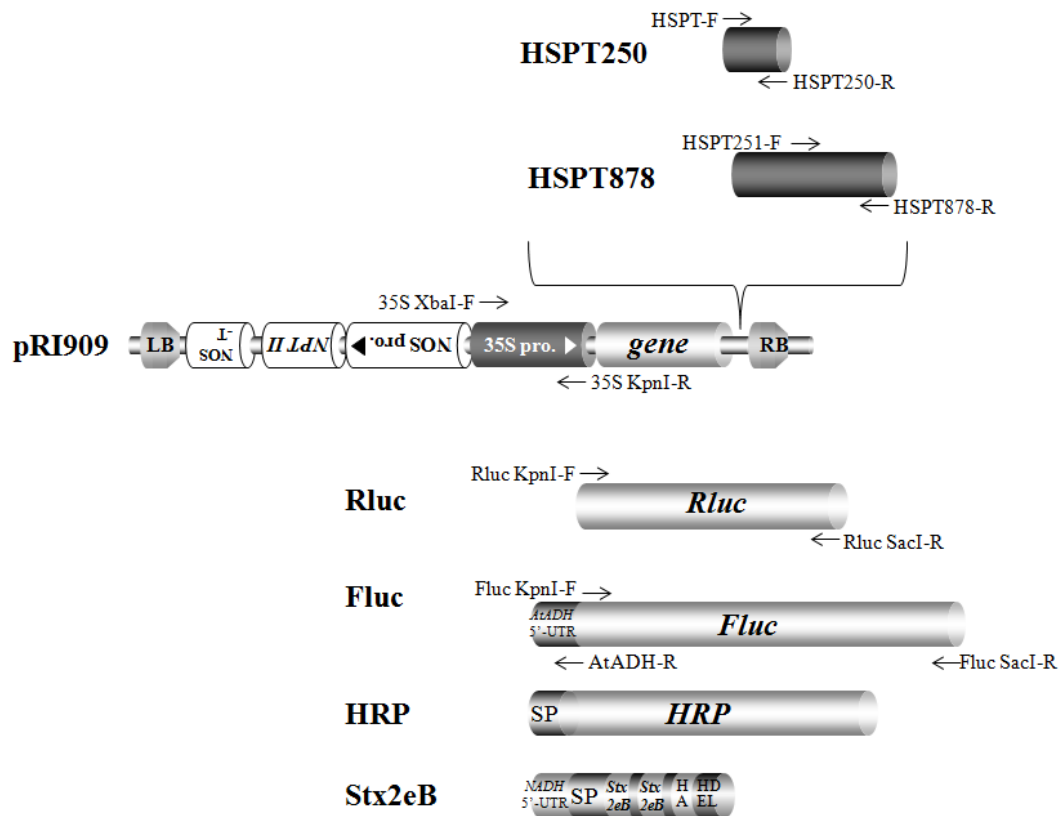 HSPT-F
HSPT250
HSPT250-R
HSPT251-F
HSPT878
HSPT878-R
35S XbaI-F
pRI909
LB
NOS
-T
NPT II
NOS pro.
35S pro.
gene
RB
35S KpnI-R
Rluc KpnI-F
Rluc
Rluc
Rluc SacI-R
Fluc KpnI-F
Fluc
AtADH
5’-UTR
Fluc
AtADH-R
Fluc SacI-R
HRP
SP
HRP
Stx2eB
NADH
5’-UTR
SP
Stx
2eB
Stx
2eB
H
A
HD
EL